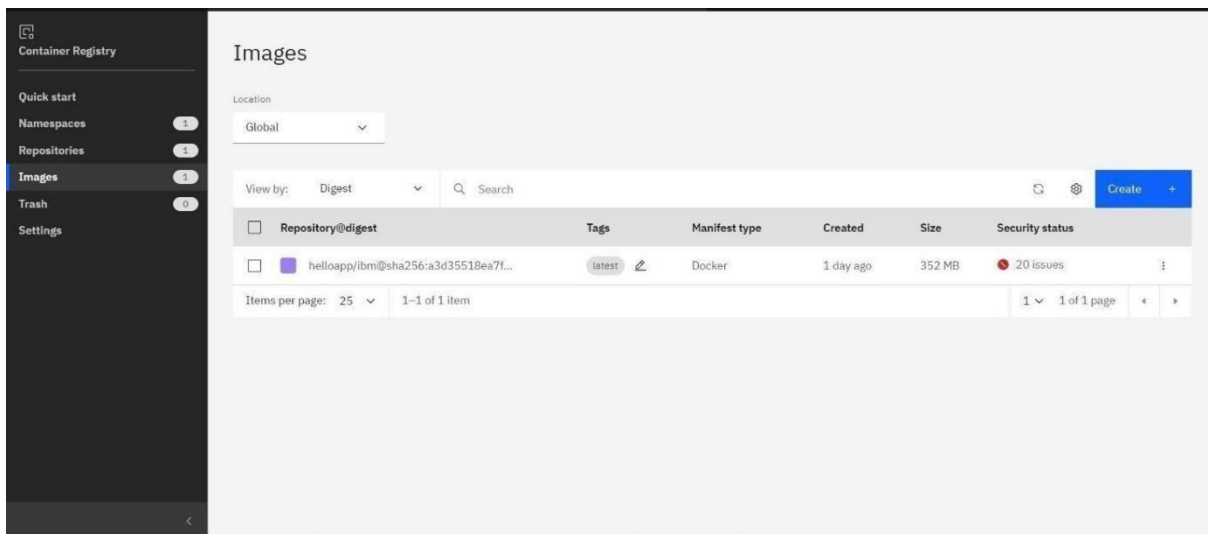 Container Registry
Quick start
Namespaces 1
Repositories 1
Images 1
Trash 0
Settings
Images
Location
Global
View by: Digest Search Create +
Repository@digest Tags Manifest type Created Size Security status
helloapp/ibm@sha256:a3d35518ea7f... latest Docker 1 day ago 352 MB 20 issues
Items per page: 25 1–1 of 1 item 1 1 of 1 page